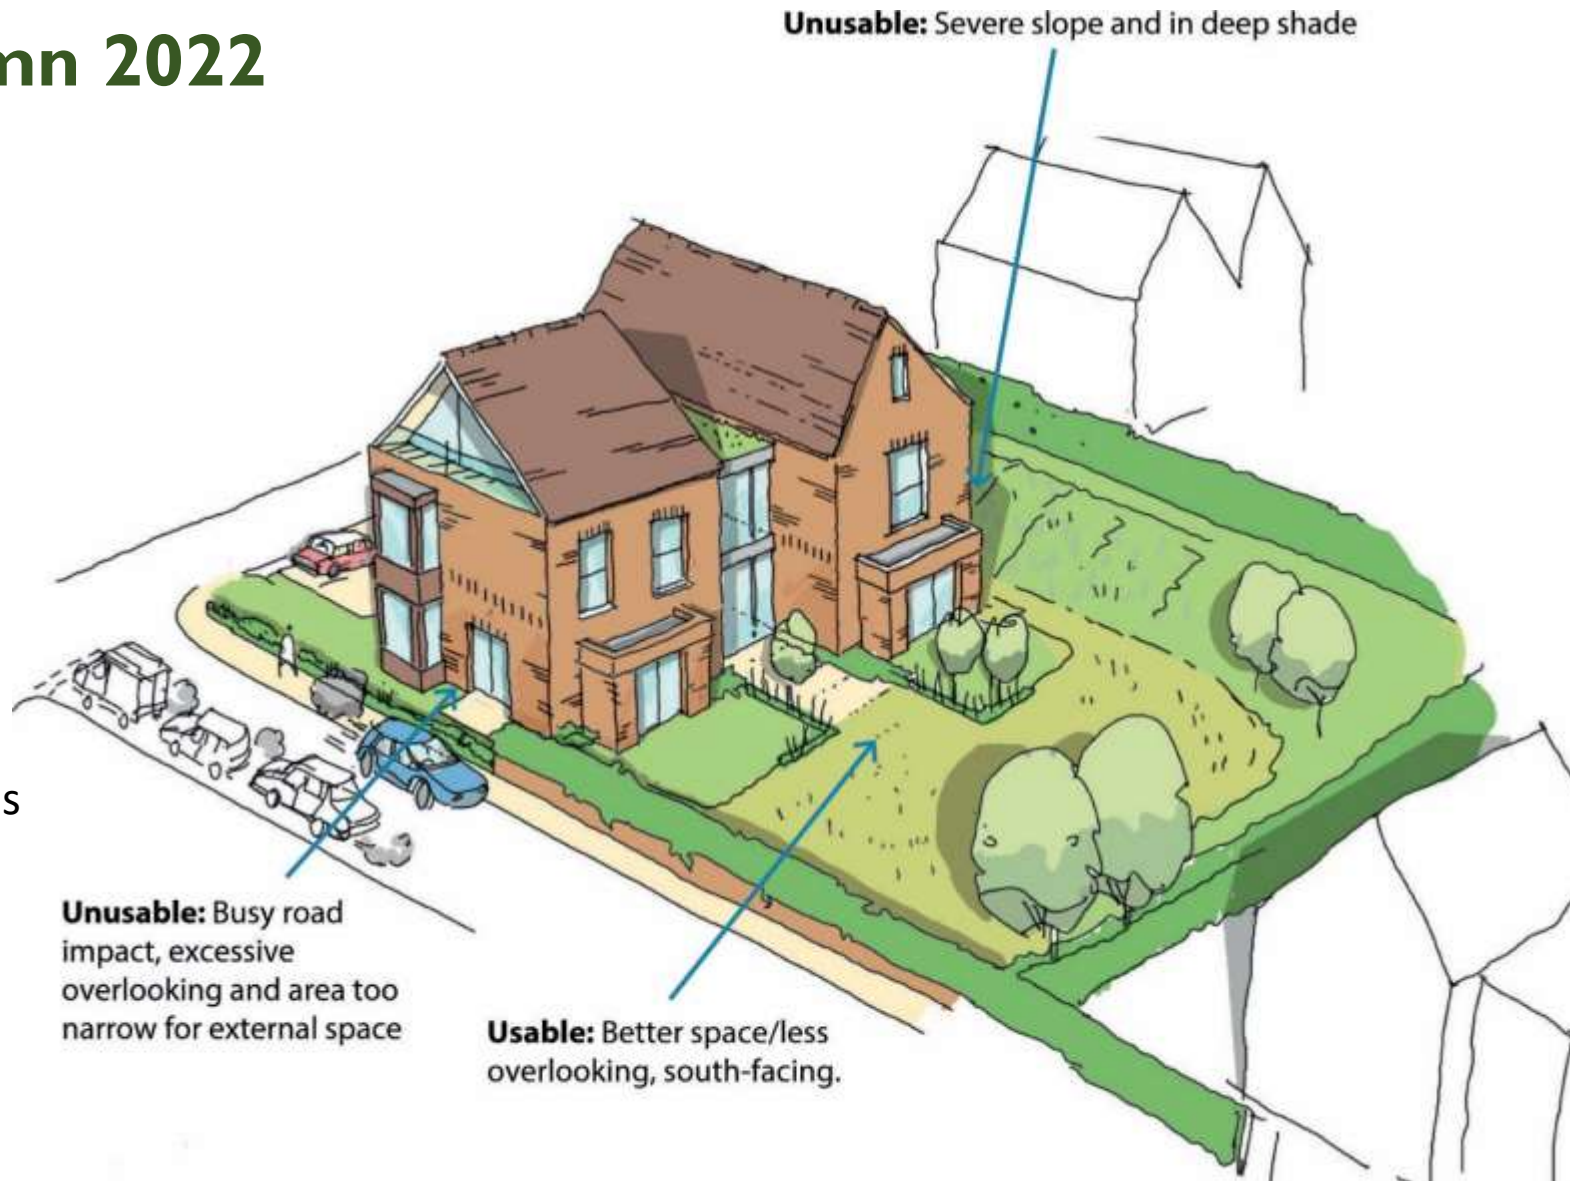 mn 2022
Unusable: Severe slope and in deep shade
s
Unusable: Busy road
impact, excessive
overlooking and area too
narrow for external space
Usable: Better space/less
overlooking, south-facing.